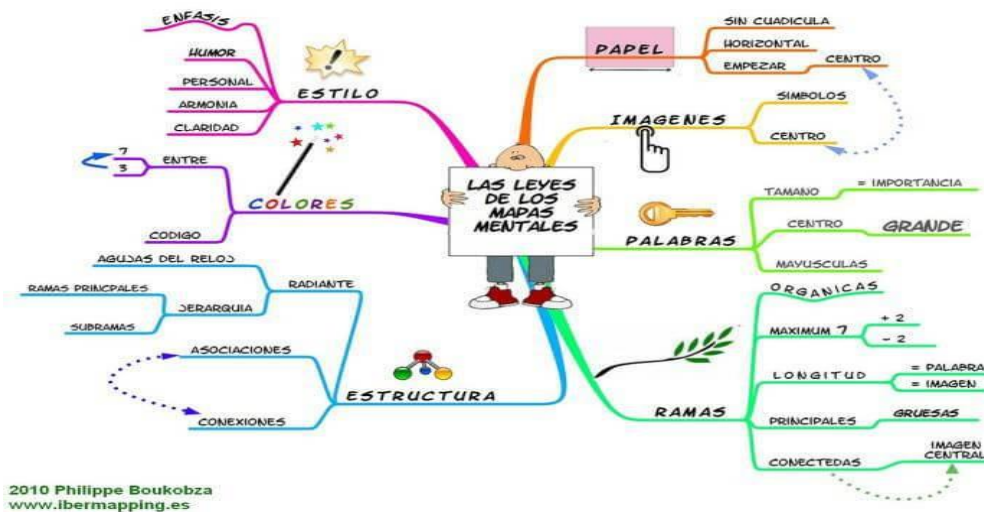 LAS LEYES
DE LOS
MAPAS
MENTALES
PAPEL
SIN CUADICULA
HORIZONTAL
EMPEZAR
CENTRO
IMAGENES
SIMBOLOS
CENTRO
PALABRAS
TAMANO
= IMPORTANCIA
CENTRO
GRANDE
MAYUSCULAS
RAMAS
ORGANICAS
MAXIMUM 7
+ 2
- 2
LONGITUD
= PALABRA
= IMAGEN
PRINCIPALES
GRUESAS
CONECTEDAS
IMAGEN
CENTRAL
ESTRUCTURA
RADIANTE
AGUJAS DEL RELOJ
JERARQUIA
RAMAS PRINCPALES
SUBRAMAS
ASOCIACIONES
CONEXIONES
COLORES
ENTRE
7
3
CODIGO
ESTILO
ENFASIS
HUMOR
PERSONAL
ARMONIA
CLARIDAD
2010 Philippe Boukobza
www.ibermapping.es